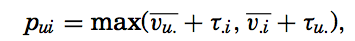 p_{ui} = max(\overline{v_{u.}} + τ_{.i}, \overline{v_{.i}} + τ_{u.}),